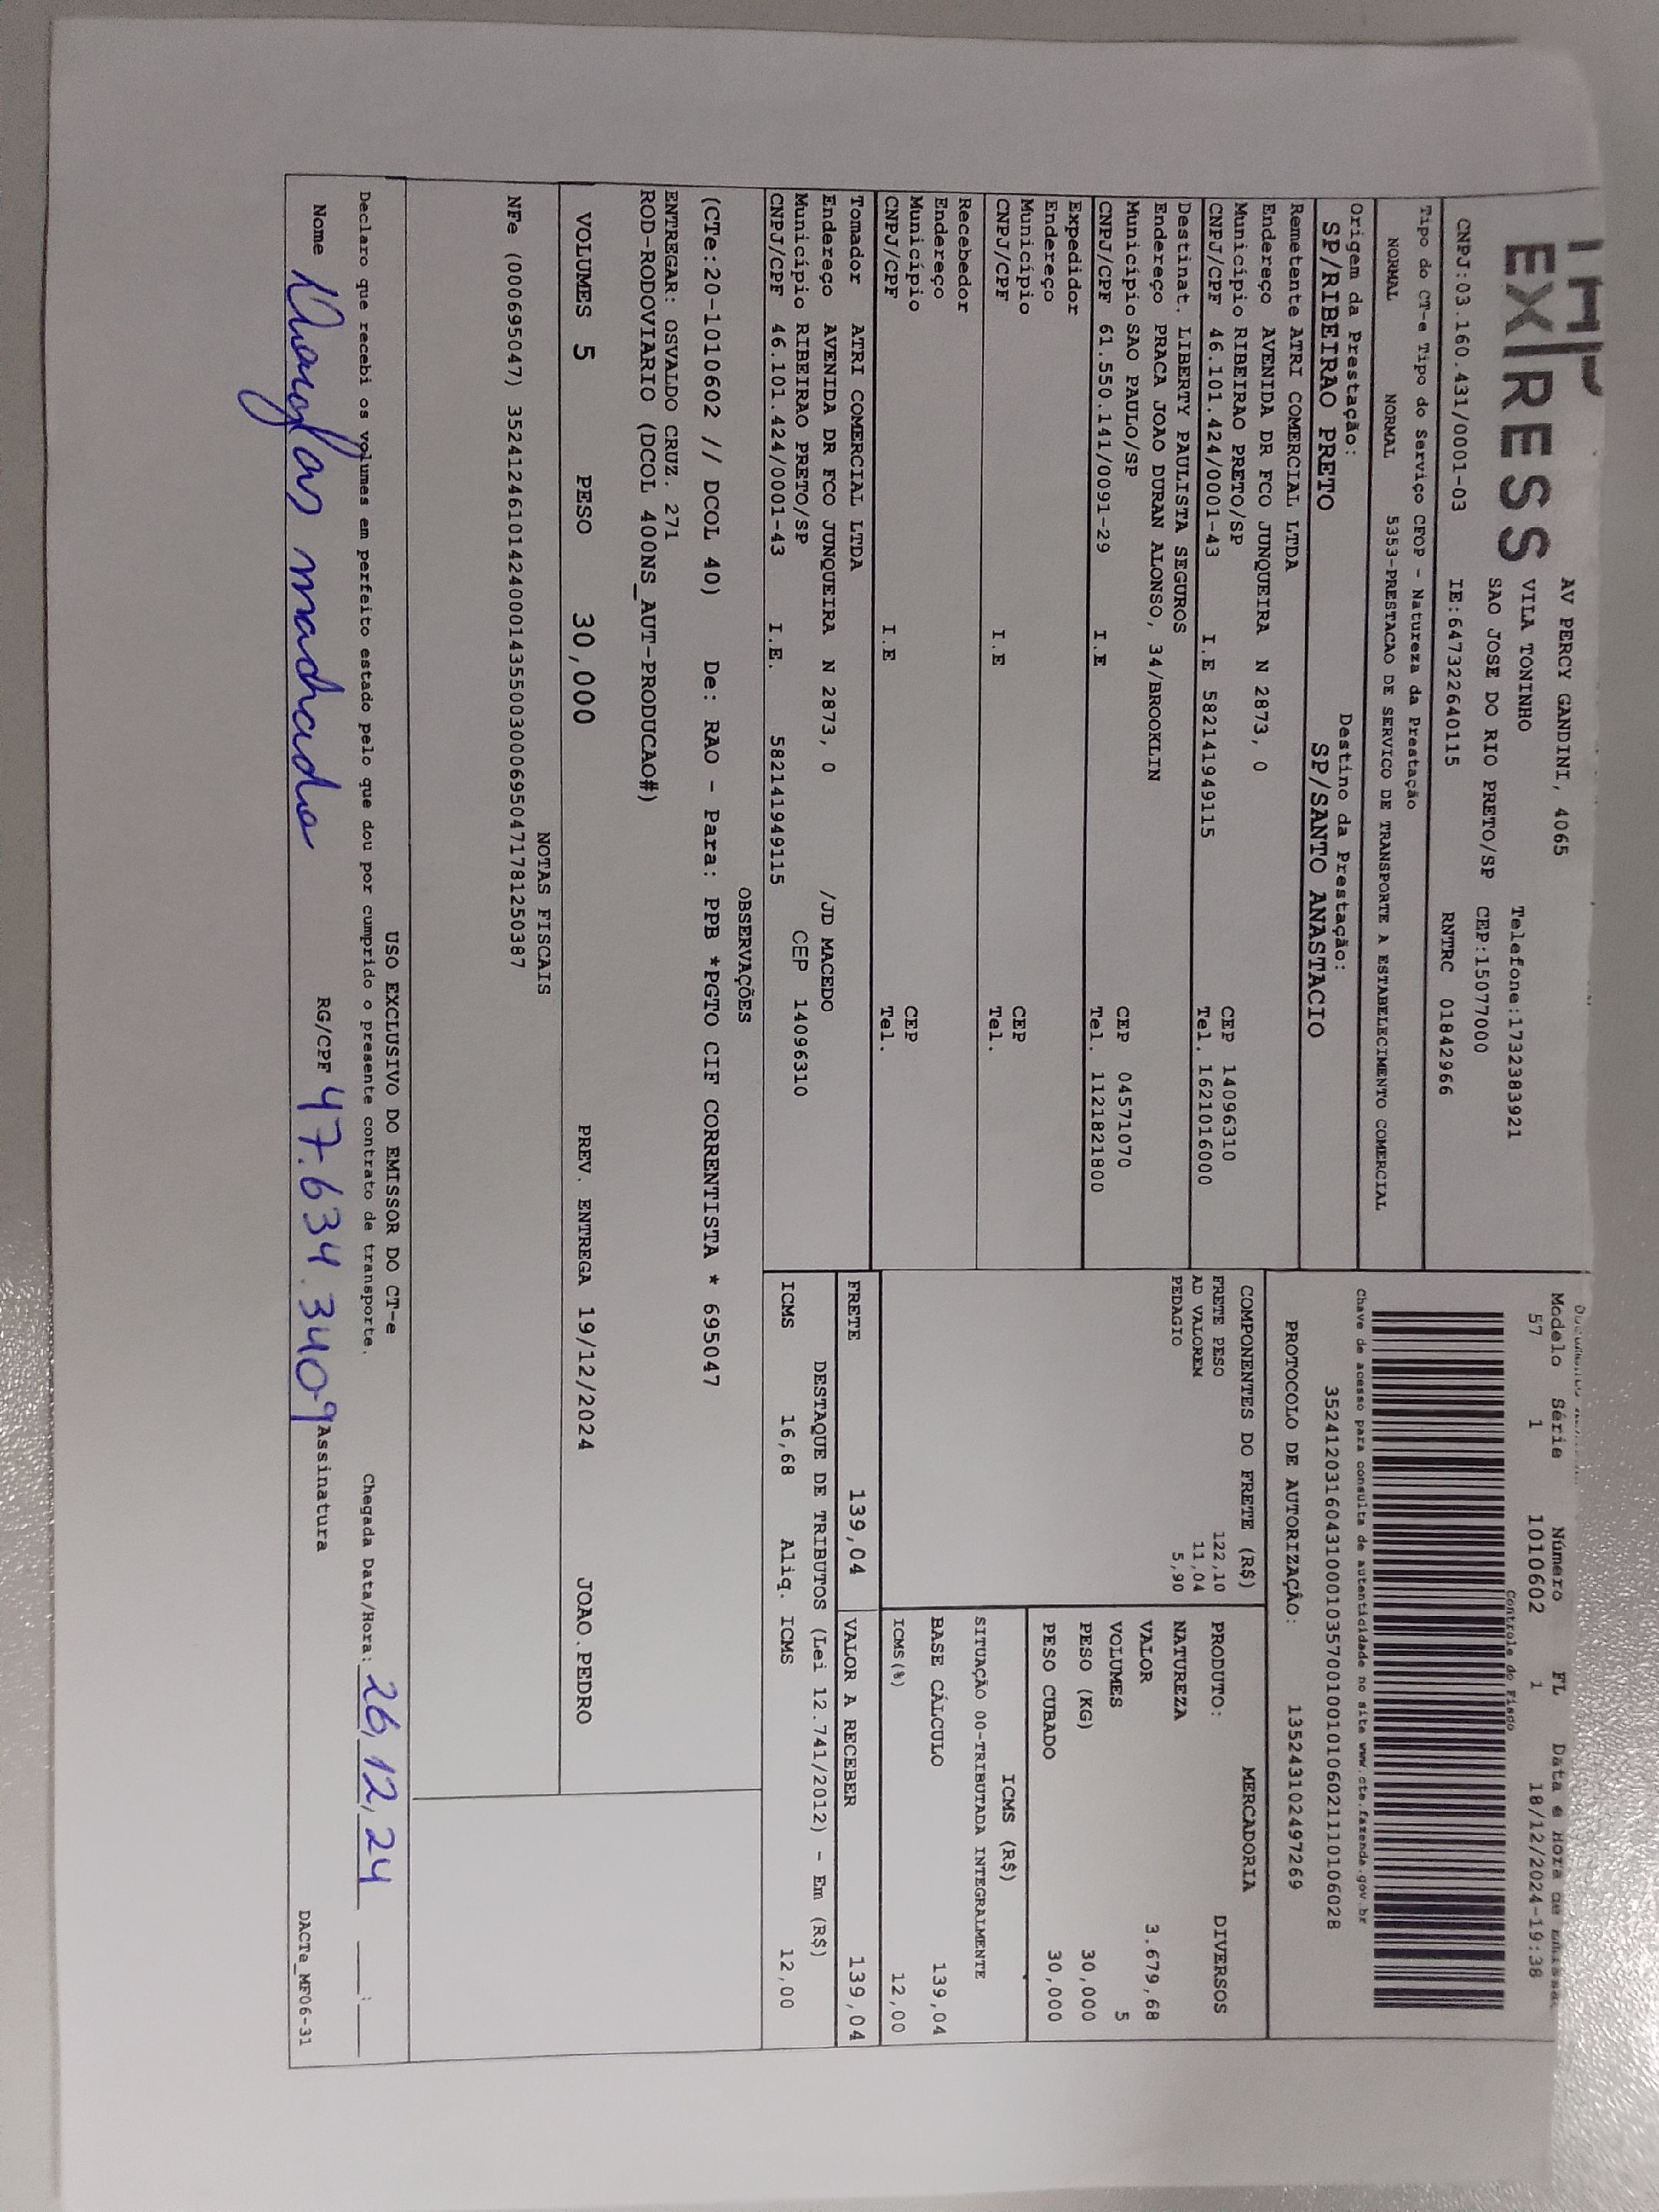 EXPRESS
AV PERCY GANDINI, 4065
VILA TONINHO
SAO JOSE DO RIO PRETO/SP
Telefone:1732383921
CEP:15077000
CNPJ:03.160.431/0001-03 IE:647322640115 RNTRC 01842966
Modelo Série Número FL Data e Hora de
57 1 1010602 1 18/12/2024-19:38
Controle do Fisco
Tipo do CT-e Tipo do Serviço CFOP - Natureza da Prestação
NORMAL NORMAL 5353-PRESTACAO DE SERVICO DE TRANSPORTE A ESTABELECIMENTO COMERCIAL
Chave de acesso para consulta de autenticidade no site www.cte.fazenda.gov.br
35241203160431000103570010010106021110106028
Origem da Prestação: Destino da Prestação:
SP/RIBEIRAO PRETO SP/SANTO ANASTACIO
PROTOCOLO DE AUTORIZAÇÃO: 135243102497269
Remetente ATRI COMERCIAL LTDA
Endereço AVENIDA DR FCO JUNQUEIRA N 2873, 0
Município RIBEIRAO PRETO/SP CEP 14096310
CNPJ/CPF 46.101.424/0001-43 I.E 582141949115 Tel. 1621016000
Destinat. LIBERTY PAULISTA SEGUROS
Endereço PRACA JOAO DURAN ALONSO, 34/BROOKLIN
Município SAO PAULO/SP CEP 04571070
CNPJ/CPF 61.550.141/0091-29 I.E Tel. 1121821800
Expedidor
Endereço
Município CEP
CNPJ/CPF I.E Tel.
Recebedor
Endereço
Município CEP
CNPJ/CPF I.E Tel.
COMPONENTES DO FRETE (R$)
FRETE PESO 122,10
AD VALOREM 11,04
PEDAGIO 5,90
MERCADORIA
PRODUTO: DIVERSOS
NATUREZA
VALOR 3.679,68
VOLUMES 5
PESO (KG) 30,000
PESO CUBADO 30,000
ICMS (R$)
SITUAÇÃO 00-TRIBUTADA INTEGRALMENTE
BASE CÁLCULO 139,04
ICMS(%) 12,00
Tomador ATRI COMERCIAL LTDA
Endereço AVENIDA DR FCO JUNQUEIRA N 2873, 0 /JD MACEDO
Município RIBEIRAO PRETO/SP CEP 14096310
CNPJ/CPF 46.101.424/0001-43 I.E. 582141949115
FRETE 139,04 VALOR A RECEBER 139,04
DESTAQUE DE TRIBUTOS (Lei 12.741/2012) - Em (R$)
ICMS 16,68 Aliq. ICMS 12,00
OBSERVAÇÕES
(CTe:20-1010602 // DCOL 40) De: RAO - Para: PPB *PGTO CIF CORRENTISTA * 695047
ENTREGAR: OSVALDO CRUZ. 271
ROD-RODOVIARIO (DCOL 400NS_AUT-PRODUCAO#)
VOLUMES 5 PESO 30,000 PREV. ENTREGA 19/12/2024 JOAO.PEDRO
NOTAS FISCAIS
NFe (000695047) 35241246101424000143550030006950471781250387
USO EXCLUSIVO DO EMISSOR DO CT-e
Declaro que recebi os volumes em perfeito estado pelo que dou por cumprido o presente contrato de transporte. Chegada Data/Hora: 26/12/24 __:__
Nome Douglas machado RG/CPF 47.634.340-9 Assinatura
DACTe_MF06-31